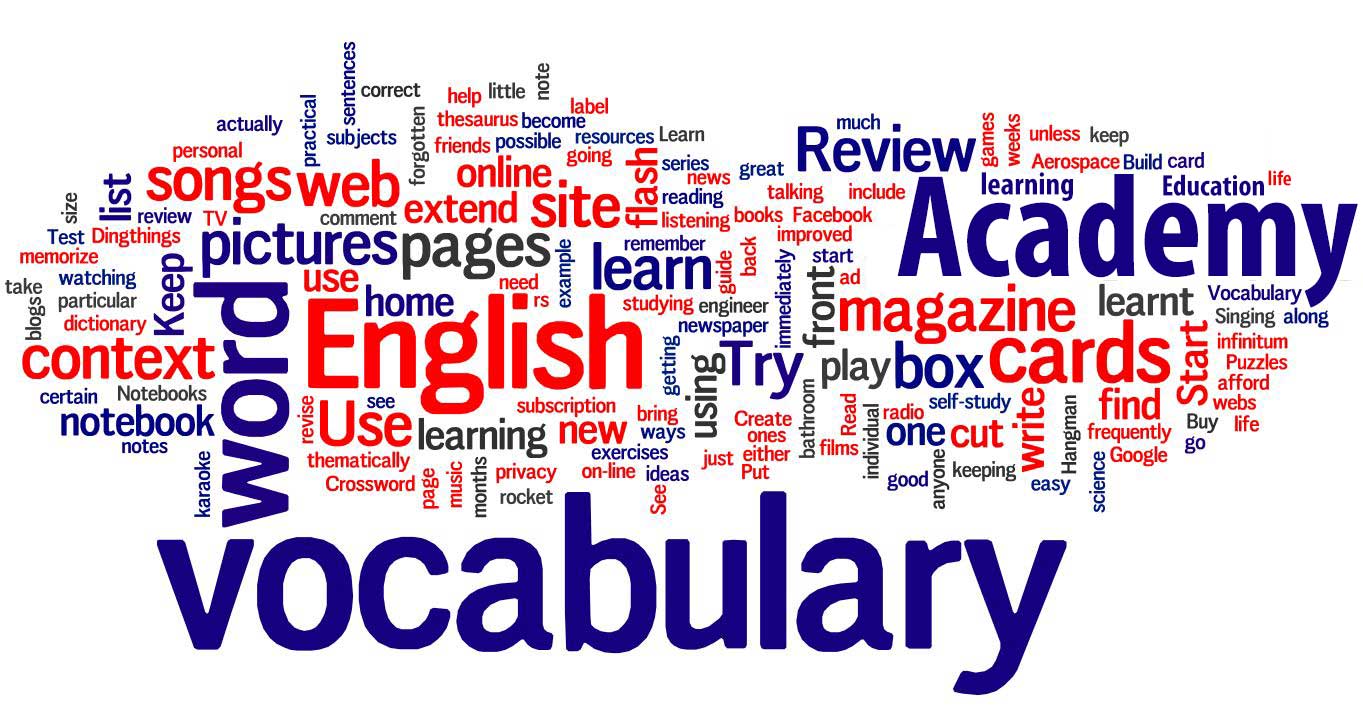 sentences
correct
help
little
note
practical
forgotten
label
actually
subjects
thesaurus
become
friends
possible
resources
Learn
personal
songs
web
online
going
flash
series
news
great
much
Review
games
weeks
unless
keep
Aerospace
Build
card
size
list
review
TV
comment
extend
site
reading
listening
talking
include
learning
Education
life
Test
Dingthings
pictures
pages
example
books
Facebook
improved
Academy
memorize
watching
Keep
word
use
need
rs
learn
remember
guide
back
immediately
start
ad
front
take
blogse
particular
dictionary
home
English
studying
engineer
newspaper
magazine
learnt
Vocabulary
Singing
along
context
getting
using
Try
play
box
cards
Start
infinitum
Puzzles
afford
webs
certain
Notebooks
notebook
notes
revise
see
Use
learning
subscription
new
bring
ways
Create
ones
either
Put
just
bathroom
Read
films
individual
radio
self-study
one
cut
write
Hangman
find
frequently
Google
Buy
go
life
karaoke
thematically
Crossword
page
music
months
privacy
rocket
exercises
on-line
ideas
See
good
anyone
keeping
easy
science
vocabulary